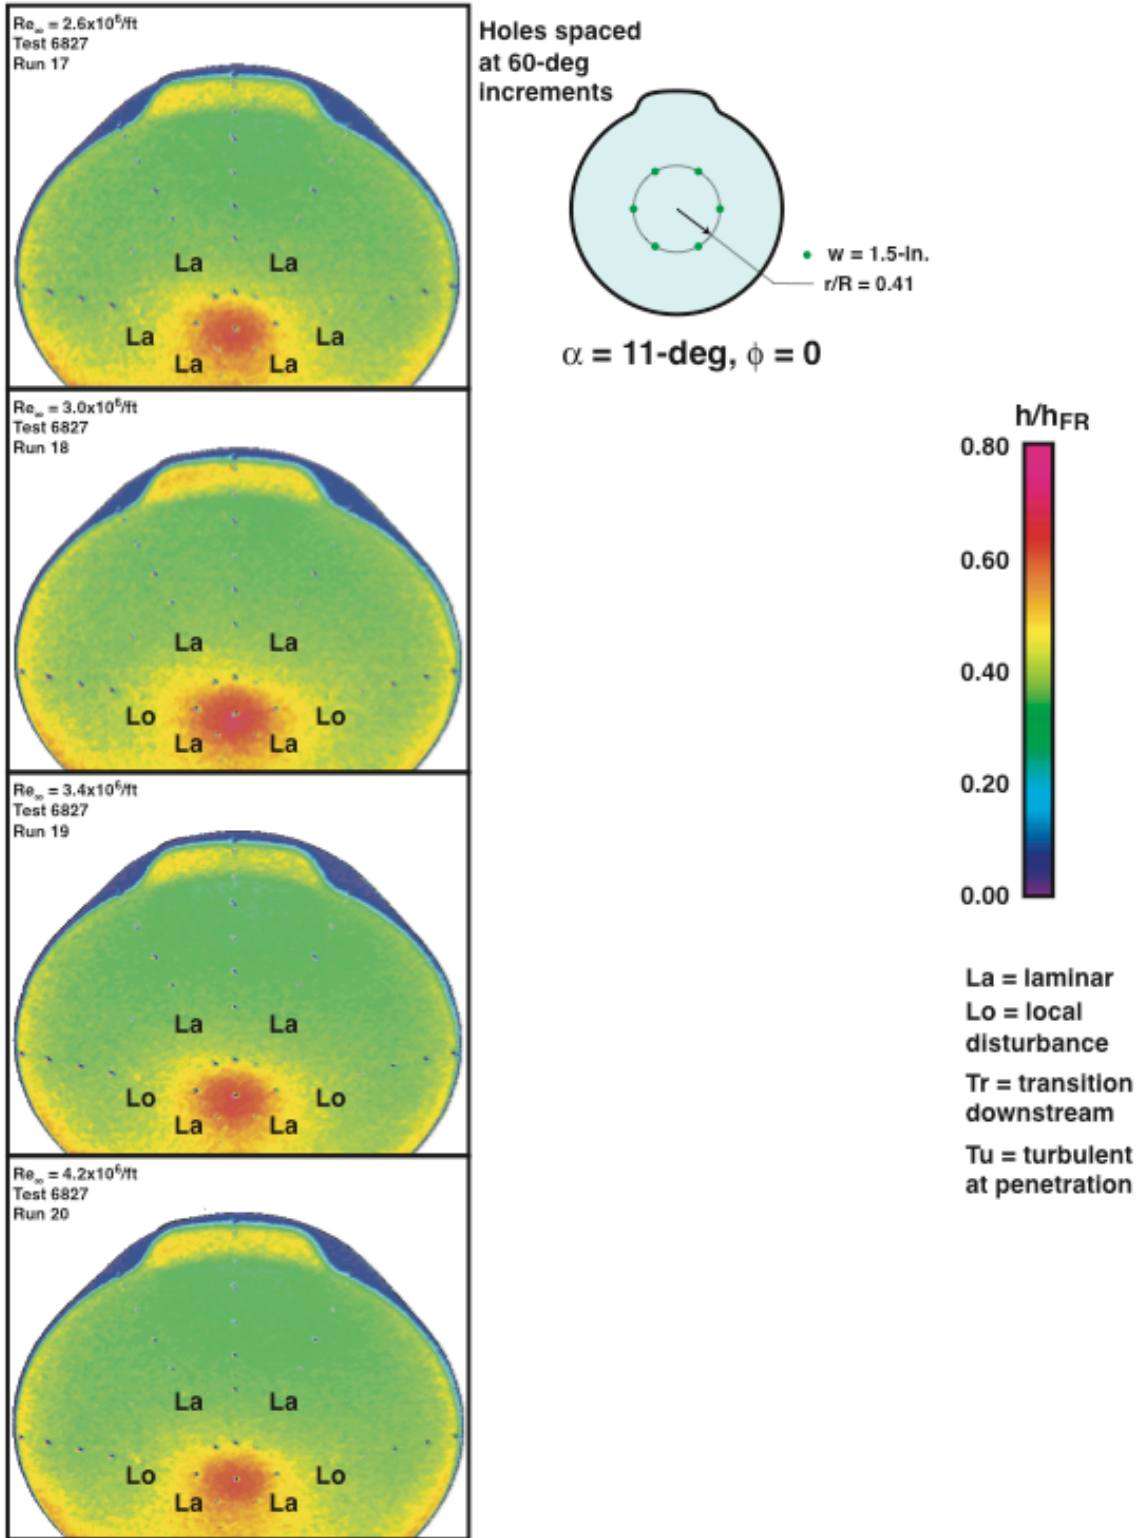 Re∞ = 2.6x10⁶/ft
Test 6827
Run 17
La La
La La
La La
Holes spaced
at 60-deg
increments
w = 1.5-in.
r/R = 0.41
α = 11-deg, ϕ = 0
Re∞ = 3.0x10⁶/ft
Test 6827
Run 18
La La
Lo Lo
La La
h/hFR
0.80
0.60
0.40
0.20
0.00
Re∞ = 3.4x10⁶/ft
Test 6827
Run 19
La La
Lo Lo
La La
La = laminar
Lo = local
disturbance
Tr = transition
downstream
Tu = turbulent
at penetration
Re∞ = 4.2x10⁶/ft
Test 6827
Run 20
La La
Lo Lo
La La